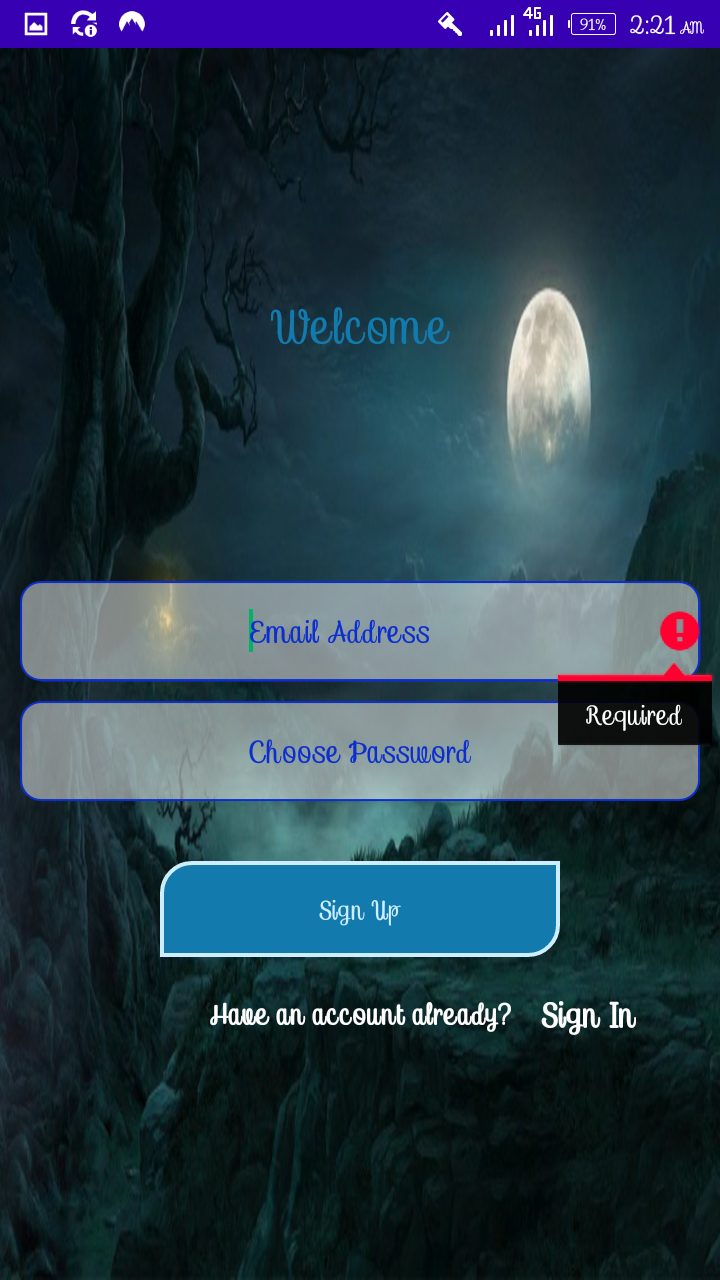 4G 91% 2:21 AM
Welcome
Email Address
Required
Choose Password
Sign Up
Have an account already? Sign In